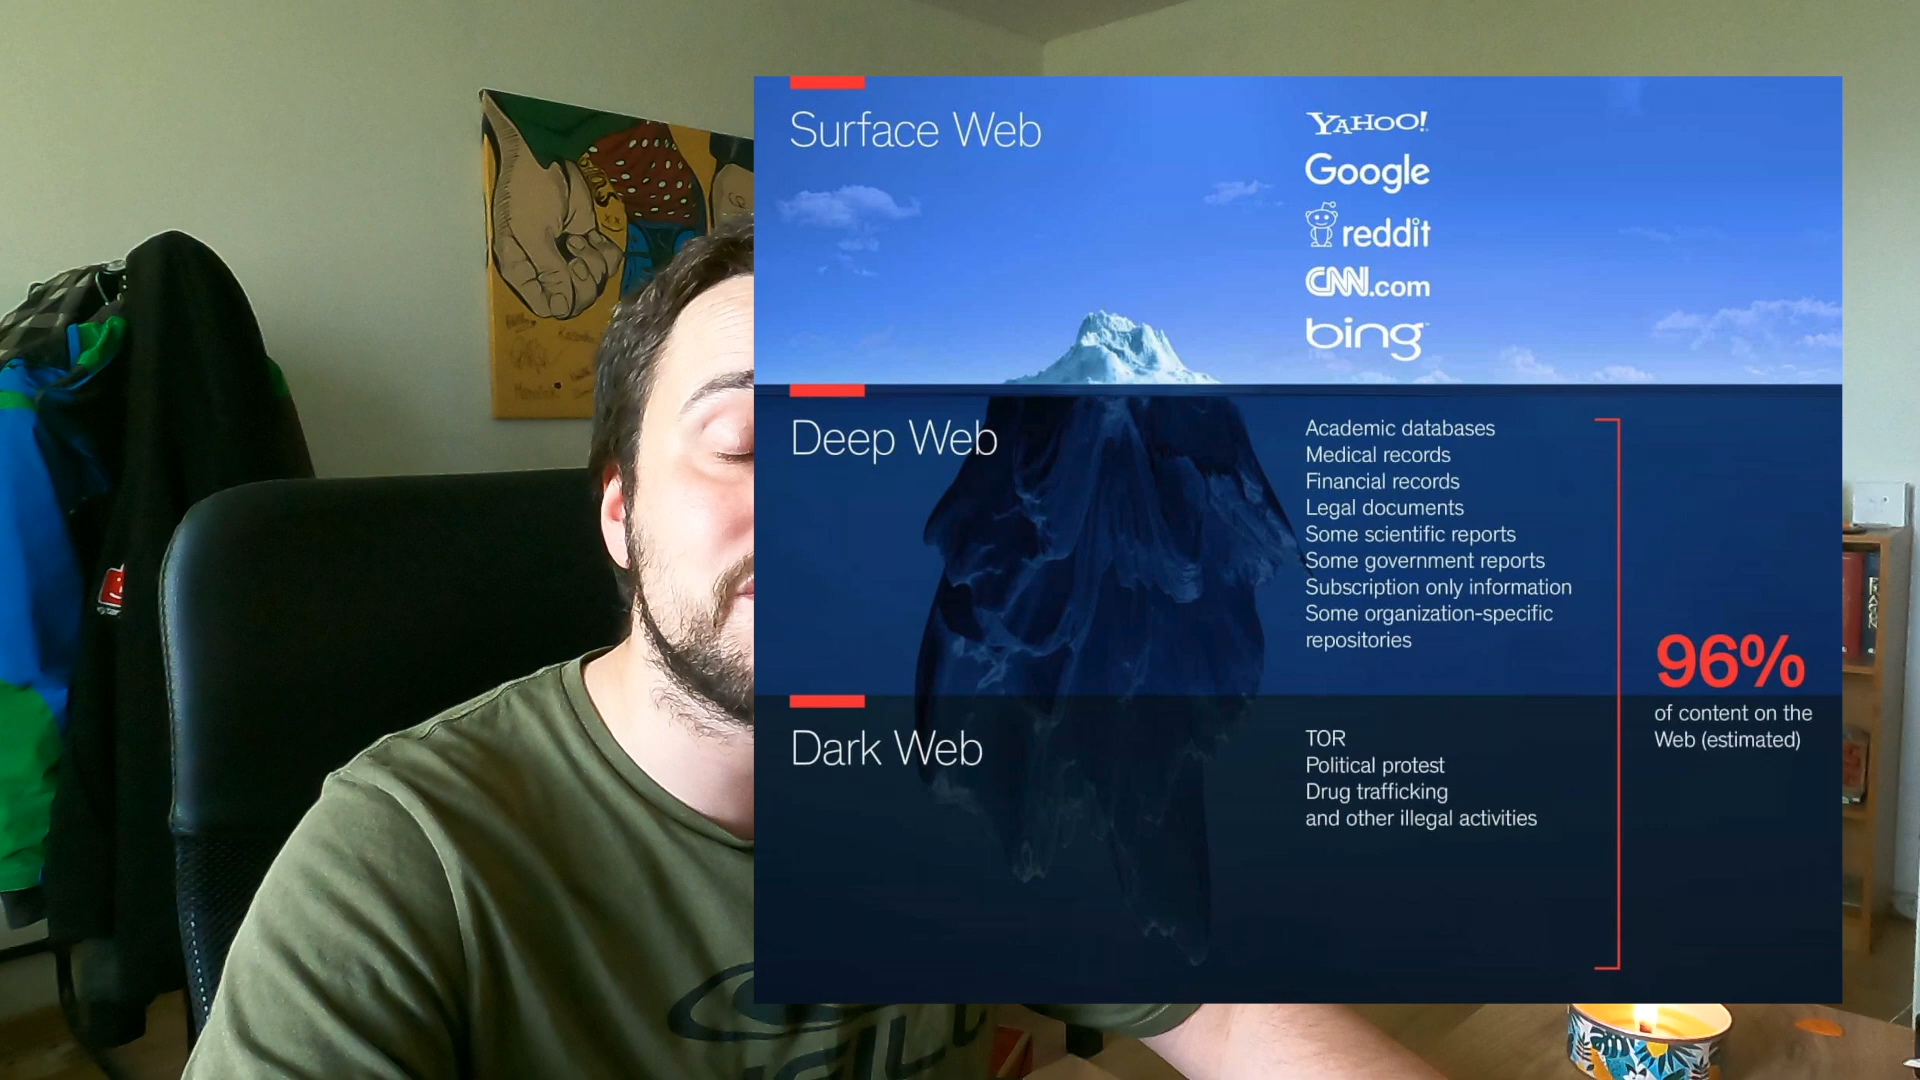 Surface Web
YAHOO!
Google
reddit
CNN.com
bing
Deep Web
Academic databases
Medical records
Financial records
Legal documents
Some scientific reports
Some government reports
Subscription only information
Some organization-specific
repositories
96%
of content on the
Web (estimated)
Dark Web
TOR
Political protest
Drug trafficking
and other illegal activities